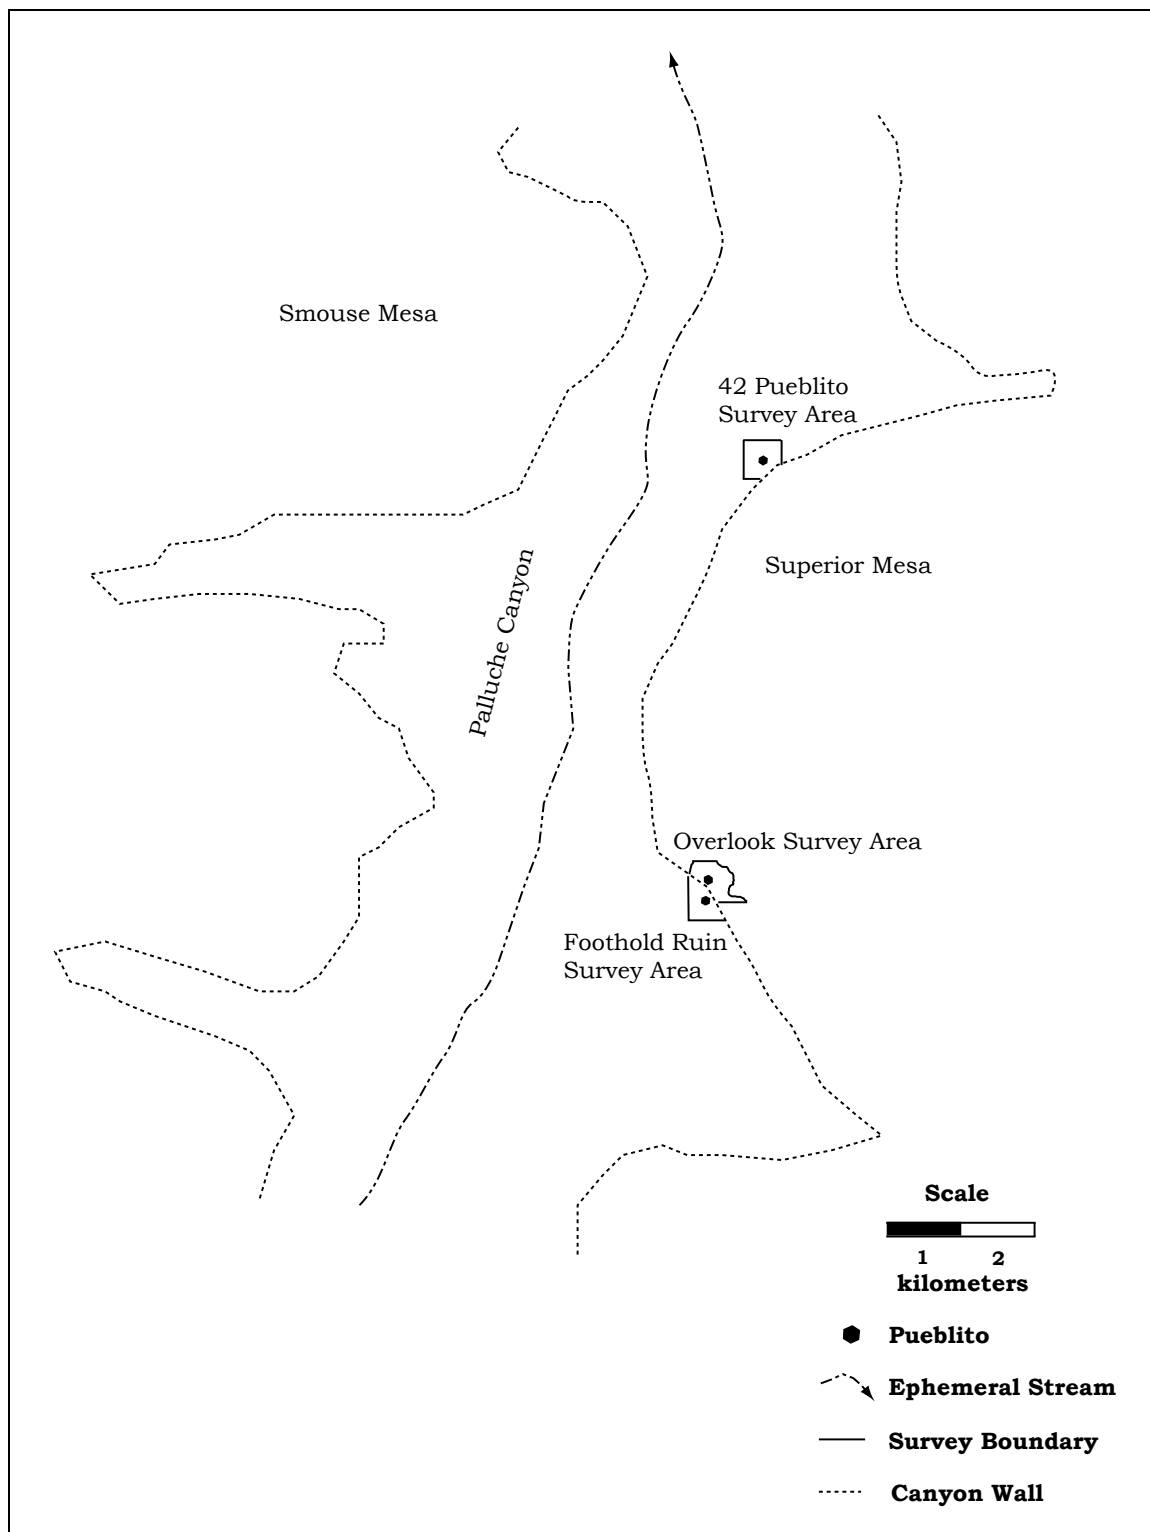 Smouse Mesa
42 Pueblito
Survey Area
Palluche Canyon
Superior Mesa
Overlook Survey Area
Foothold Ruin
Survey Area
Scale
1 2
kilometers
Pueblito
Ephemeral Stream
Survey Boundary
Canyon Wall